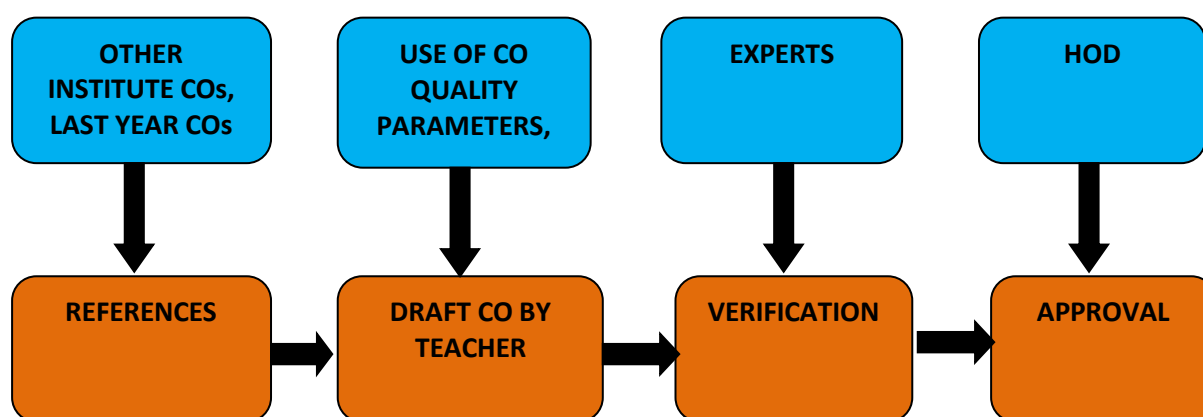 OTHER
INSTITUTE COs,
LAST YEAR COs
USE OF CO
QUALITY
PARAMETERS,
EXPERTS
HOD
REFERENCES
DRAFT CO BY
TEACHER
VERIFICATION
APPROVAL